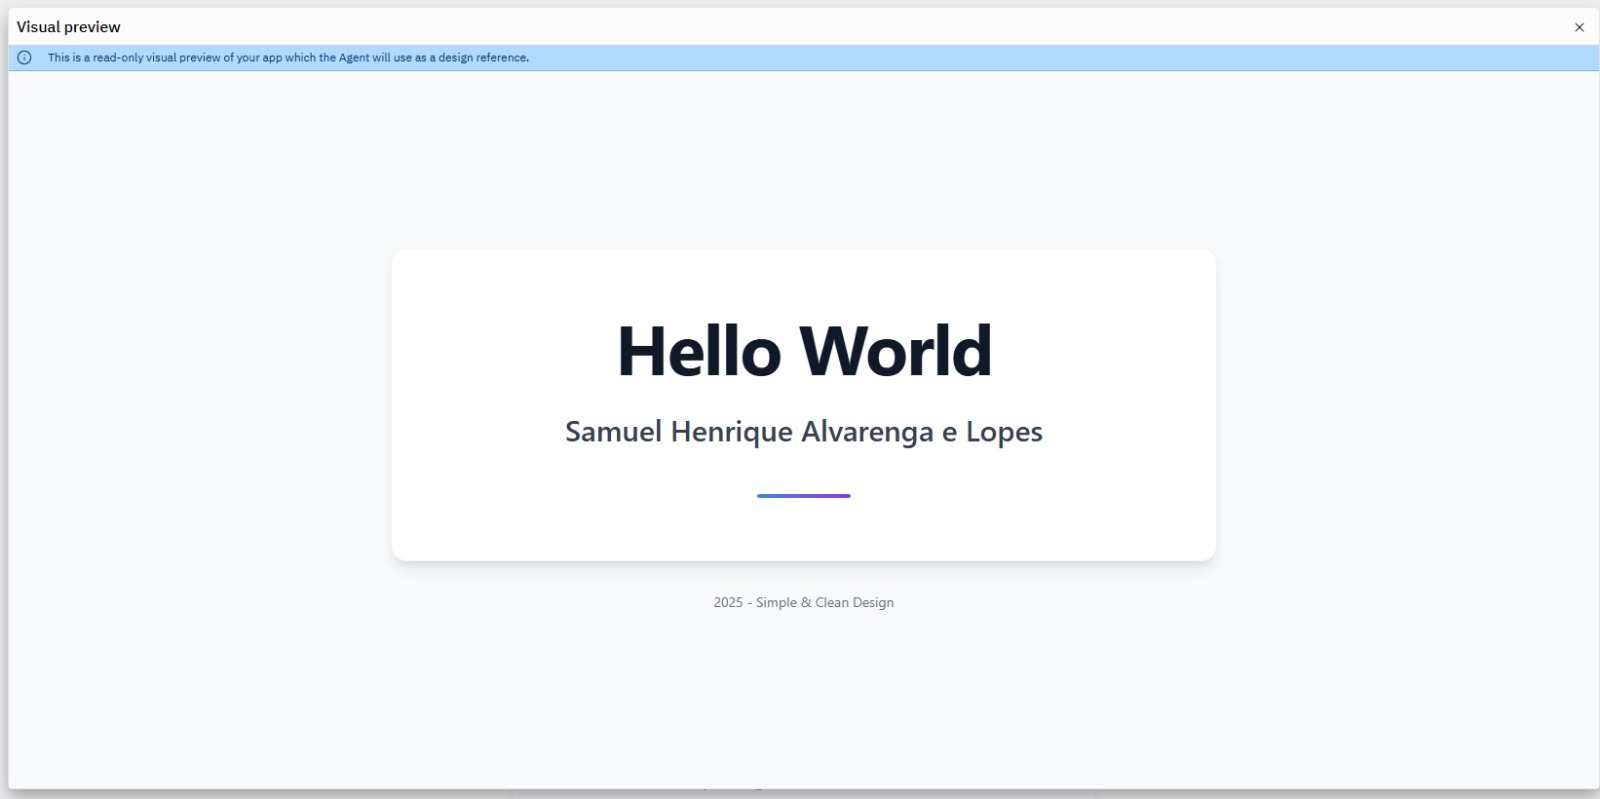 Visual preview
This is a read-only visual preview of your app which the Agent will use as a design reference.
Hello World
Samuel Henrique Alvarenga e Lopes
2025 - Simple & Clean Design